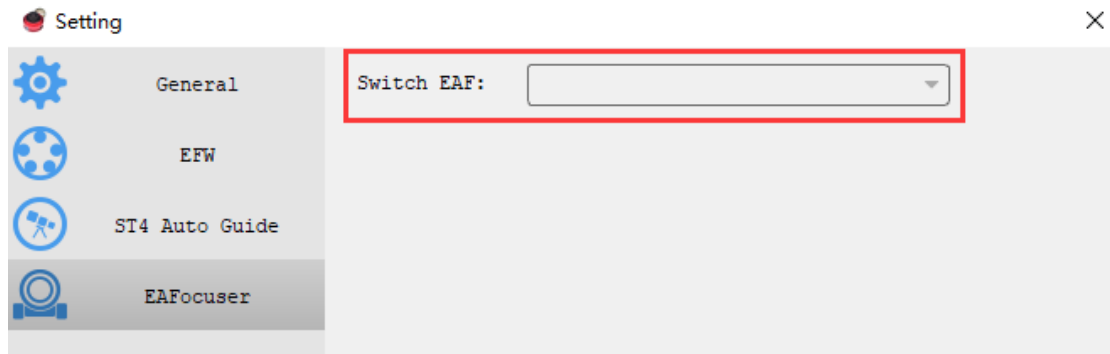 Setting
General
Switch EAF:
EFW
ST4 Auto Guide
EAFocuser